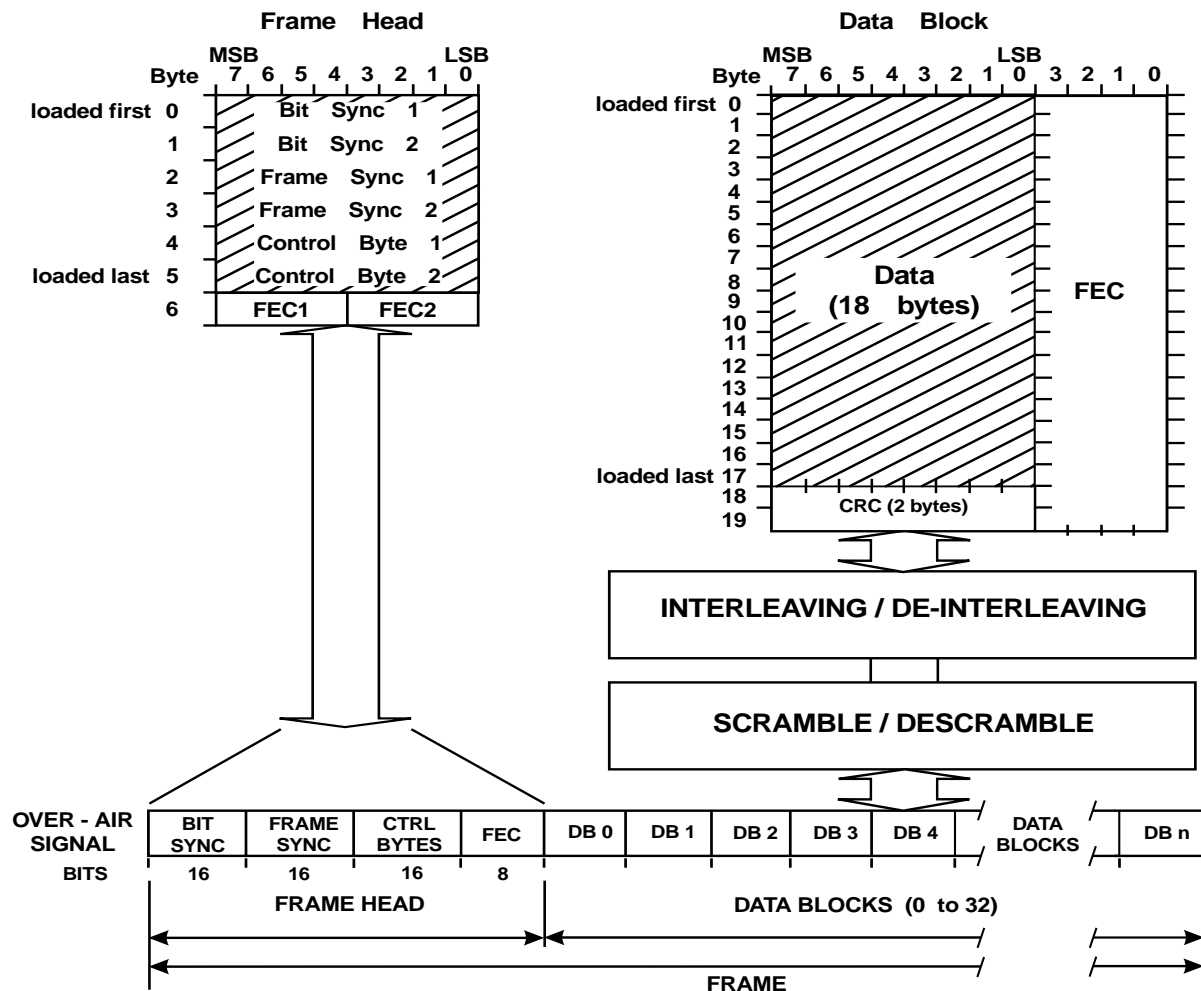 Frame Head
MSB LSB
Byte 7 6 5 4 3 2 1 0
loaded first 0 Bit Sync 1
1 Bit Sync 2
2 Frame Sync 1
3 Frame Sync 2
4 Control Byte 1
loaded last 5 Control Byte 2
6 FEC1 FEC2
Data Block
MSB LSB
Byte 7 6 5 4 3 2 1 0 3 2 1 0
loaded first 0
1
2
3
4
5
6
7
8
9
10
11
12
13
14
15
16
loaded last 17
18
19
Data
(18 bytes)
FEC
CRC (2 bytes)
INTERLEAVING / DE-INTERLEAVING
SCRAMBLE / DESCRAMBLE
OVER - AIR
SIGNAL
BIT
SYNC
FRAME
SYNC
CTRL
BYTES
FEC
DB 0
DB 1
DB 2
DB 3
DB 4
DATA
BLOCKS
DB n
BITS 16 16 16 8
FRAME HEAD
DATA BLOCKS (0 to 32)
FRAME